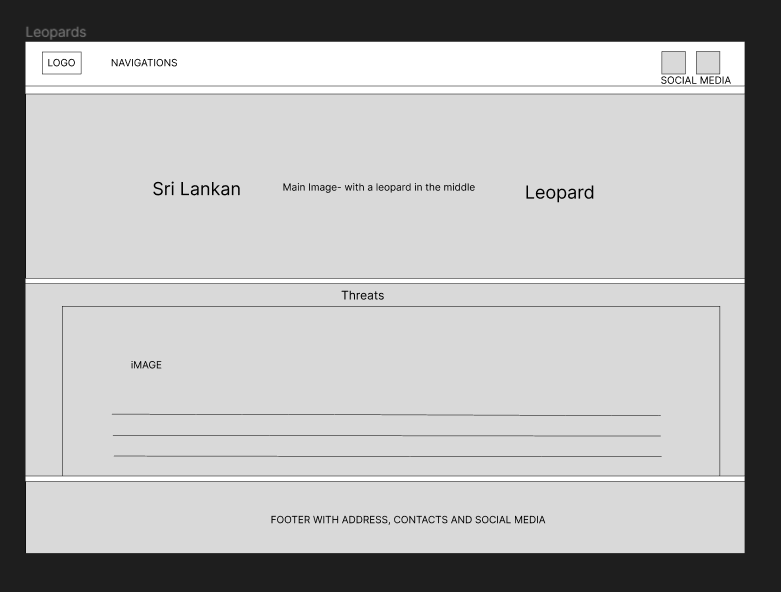 Leopards
LOGO
NAVIGATIONS
SOCIAL MEDIA
Sri Lankan
Main Image- with a leopard in the middle
Leopard
Threats
iMAGE
FOOTER WITH ADDRESS, CONTACTS AND SOCIAL MEDIA